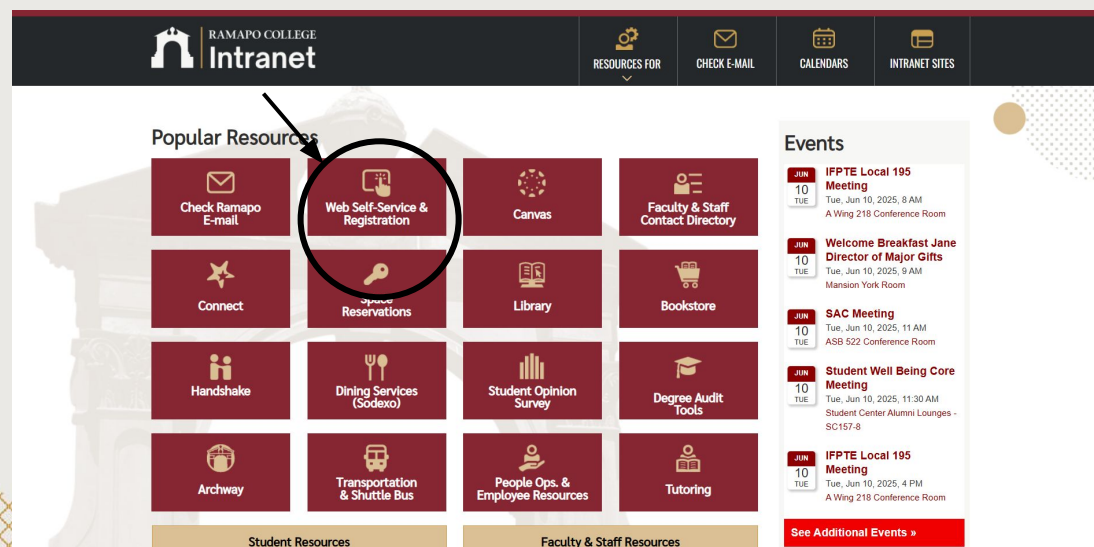 RAMAPO COLLEGE
Intranet
RESOURCES FOR
CHECK E-MAIL
CALENDARS
INTRANET SITES
Popular Resources
Check Ramapo
E-mail
Web Self-Service &
Registration
Canvas
Faculty & Staff
Contact Directory
Connect
Space
Reservations
Library
Bookstore
Handshake
Dining Services
(Sodexo)
Student Opinion
Survey
Degree Audit
Tools
Archway
Transportation
& Shuttle Bus
People Ops. &
Employee Resources
Tutoring
Student Resources
Faculty & Staff Resources
Events
JUN
10
TUE
IFPTE Local 195
Meeting
Tue, Jun 10, 2025, 8 AM
A Wing 218 Conference Room
JUN
10
TUE
Welcome Breakfast Jane
Director of Major Gifts
Tue, Jun 10, 2025, 9 AM
Mansion York Room
JUN
10
TUE
SAC Meeting
Tue, Jun 10, 2025, 11 AM
ASB 522 Conference Room
JUN
10
TUE
Student Well Being Core
Meeting
Tue, Jun 10, 2025, 11:30 AM
Student Center Alumni Lounges -
SC157-8
JUN
10
TUE
IFPTE Local 195
Meeting
Tue, Jun 10, 2025, 4 PM
A Wing 218 Conference Room
See Additional Events »